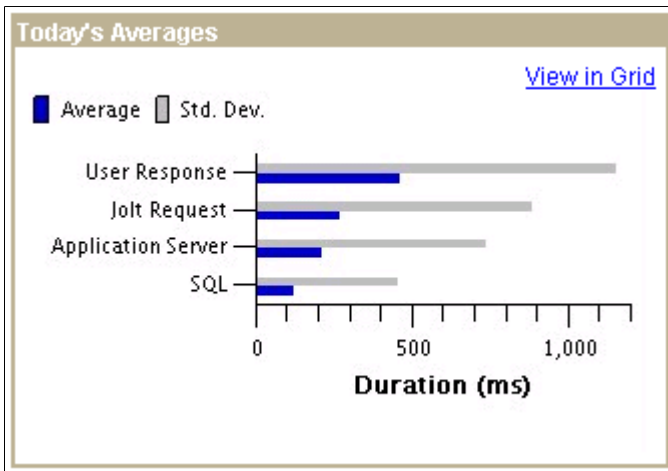 Today's Averages
View in Grid
Average Std. Dev.
User Response
Jolt Request
Application Server
SQL
0 500 1,000
Duration (ms)